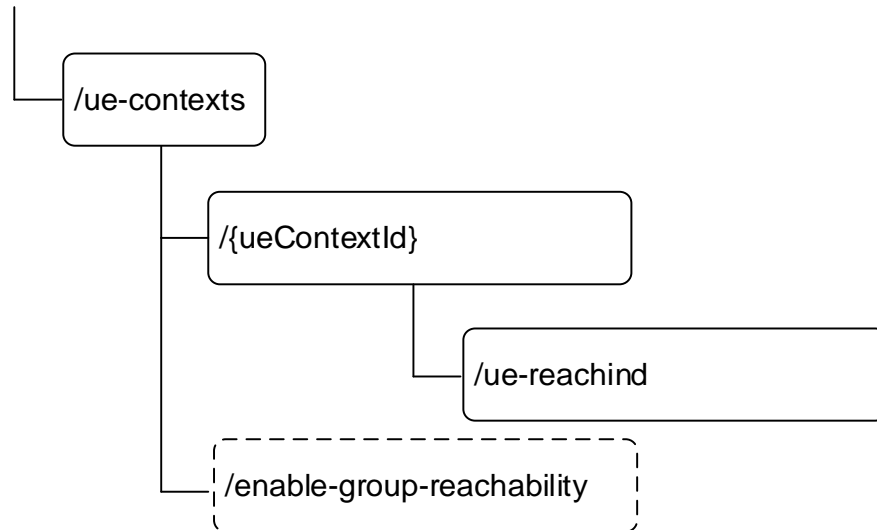 /ue-contexts
/{ueContextId}
/ue-reachind
/enable-group-reachability